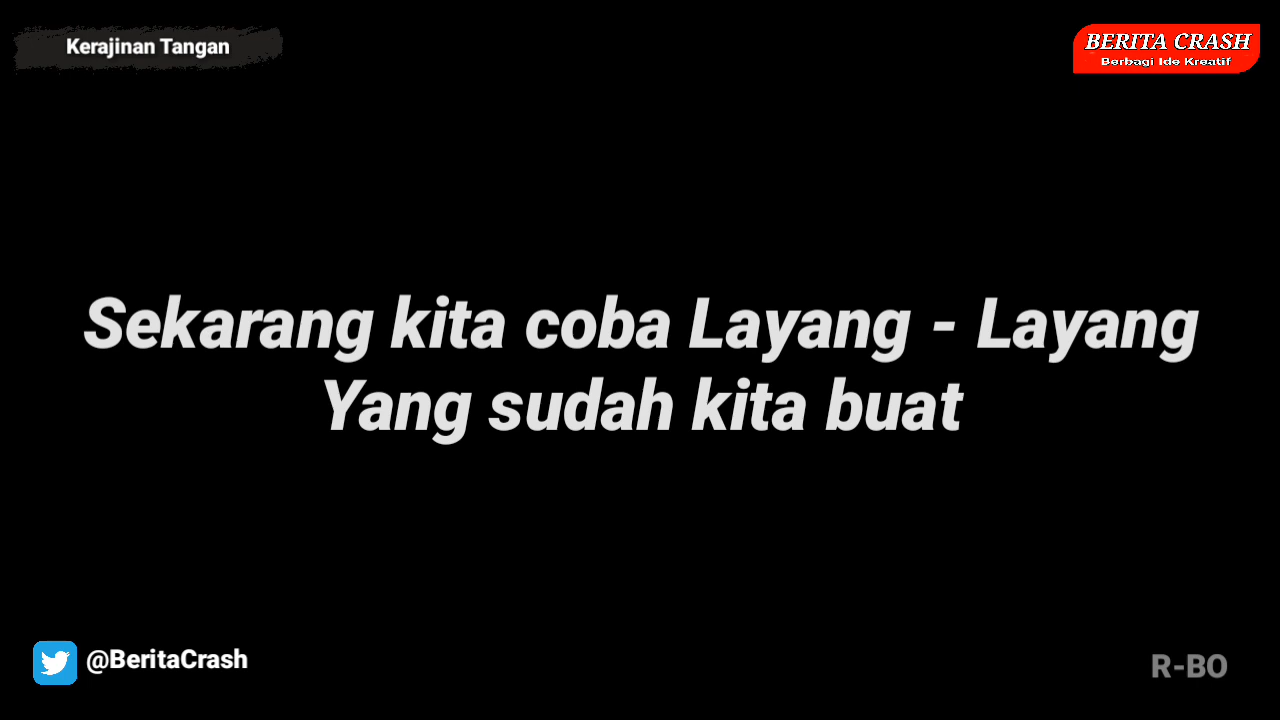 Kerajinan Tangan
BERITA CRASH
Berbagi Ide Kreatif
Sekarang kita coba Layang - Layang
Yang sudah kita buat
@BeritaCrash
R-BO